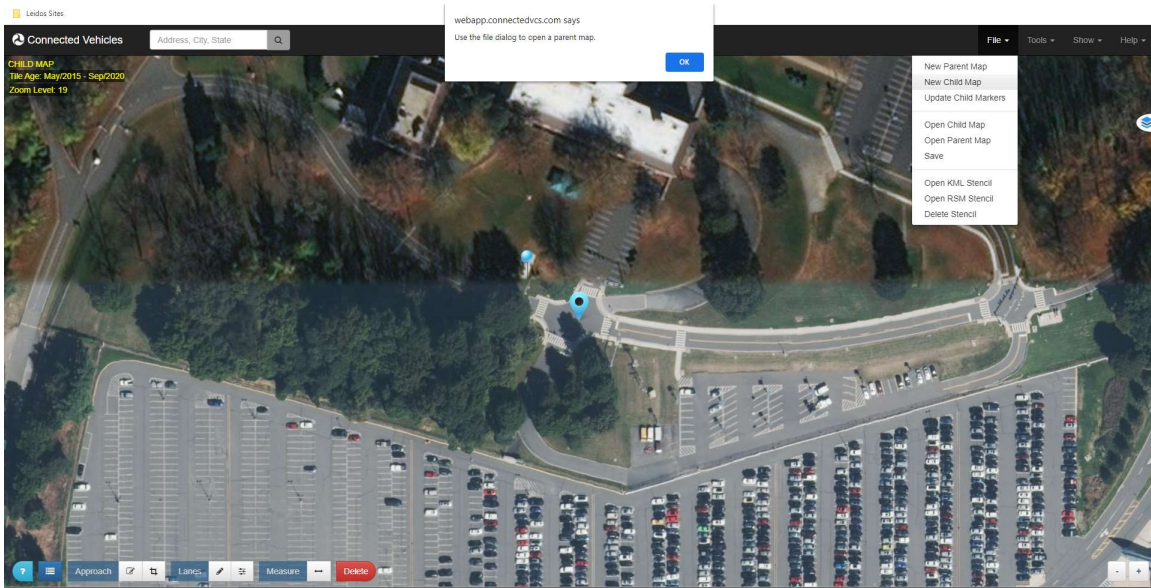 Leidos Sites
webapp.connectedvcs.com says
Use the file dialog to open a parent map.
OK
Connected Vehicles
Address, City, State
File
Tools
Show
Help
CHILD MAP
Tile Age: May/2015 - Sep/2020
Zoom Level: 19
New Parent Map
New Child Map
Update Child Markers
Open Child Map
Open Parent Map
Save
Open KML Stencil
Open RSM Stencil
Delete Stencil
?
Approach
Lanes
Measure
Delete
- +